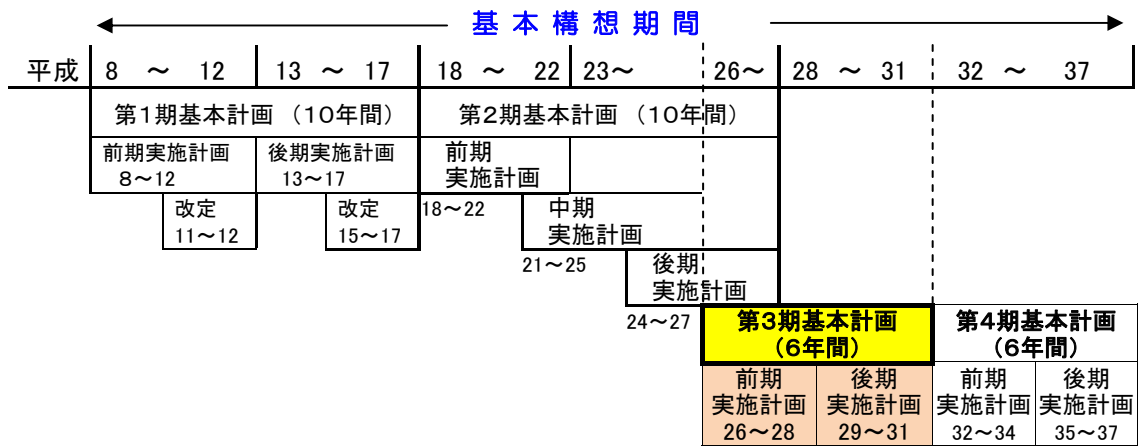 基本構想期間
平成 8 ～ 12 13 ～ 17 18 ～ 22 23～ 26～ 28 ～ 31 32 ～ 37
第1期基本計画 （10年間） 第2期基本計画 （10年間）
前期実施計画
8～12
後期実施計画
13～17
前期
実施計画
18～22
改定
11～12
改定
15～17
中期
実施計画
21～25
後期
実施計画
24～27
第3期基本計画
（6年間）
第4期基本計画
（6年間）
前期
実施計画
26～28
後期
実施計画
29～31
前期
実施計画
32～34
後期
実施計画
35～37